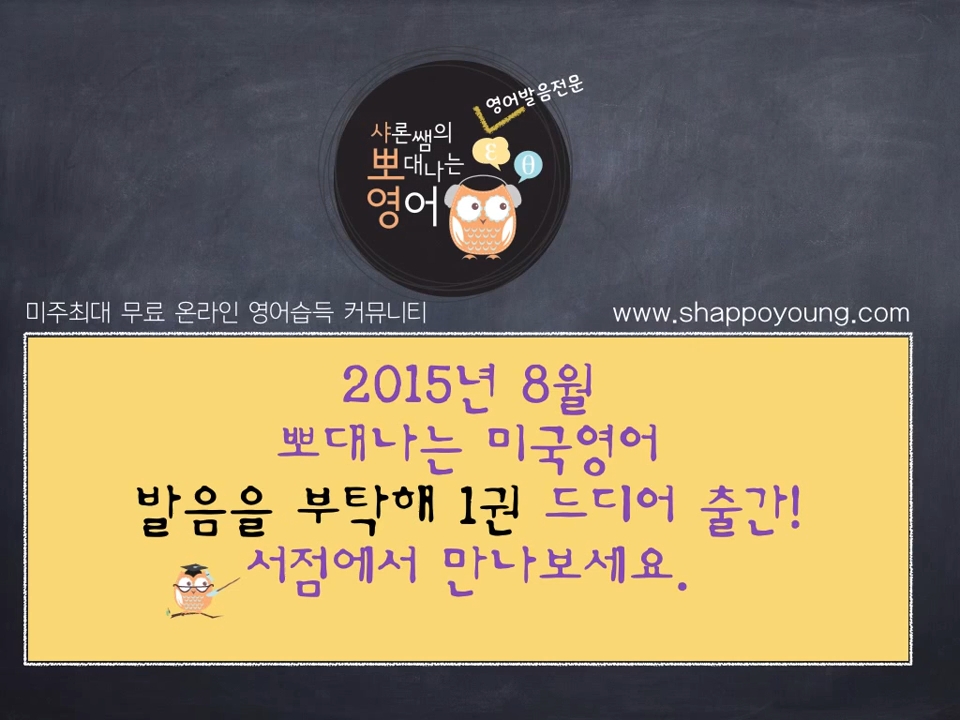 영어발음전문
샤론쌤의
뽀대나는
영어
ε
θ
미주최대 무료 온라인 영어습득 커뮤니티
www.shappoyoung.com
2015년 8월
뽀대나는 미국영어
발음을 부탁해 1권 드디어 출간!
서점에서 만나보세요.